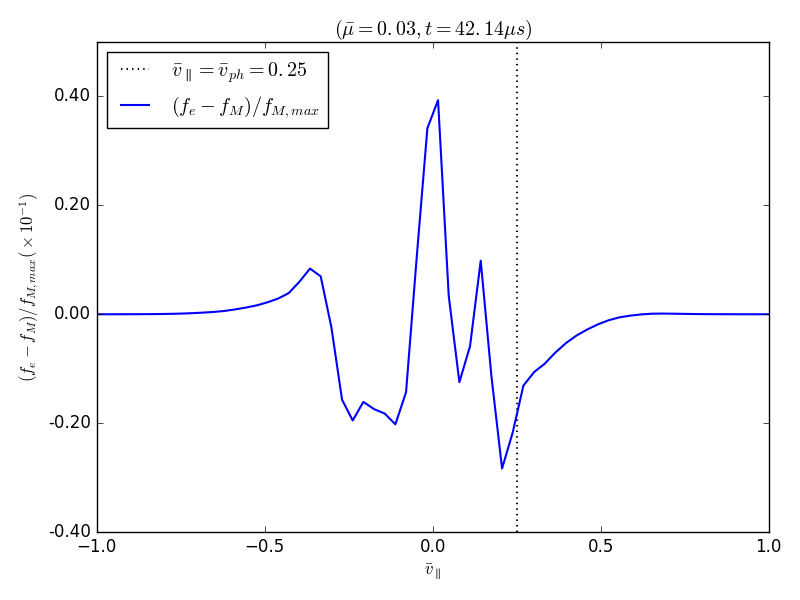 (μ̄ = 0.03, t = 42.14μs)
v̄∥ = v̄ph = 0.25
(fe − fM)/fM,max
(fe − fM)/fM,max(×10⁻¹)
0.40
0.20
0.00
-0.20
-0.40
−1.0 −0.5 0.0 0.5 1.0
v̄∥